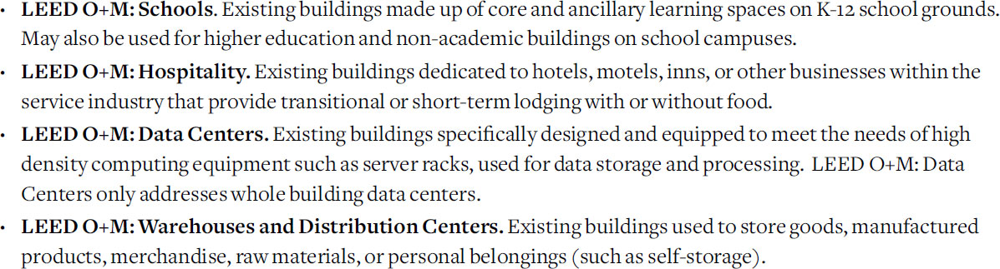 • LEED O+M: Schools. Existing buildings made up of core and ancillary learning spaces on K-12 school grounds.
May also be used for higher education and non-academic buildings on school campuses.
• LEED O+M: Hospitality. Existing buildings dedicated to hotels, motels, inns, or other businesses within the
service industry that provide transitional or short-term lodging with or without food.
• LEED O+M: Data Centers. Existing buildings specifically designed and equipped to meet the needs of high
density computing equipment such as server racks, used for data storage and processing. LEED O+M: Data
Centers only addresses whole building data centers.
• LEED O+M: Warehouses and Distribution Centers. Existing buildings used to store goods, manufactured
products, merchandise, raw materials, or personal belongings (such as self-storage).